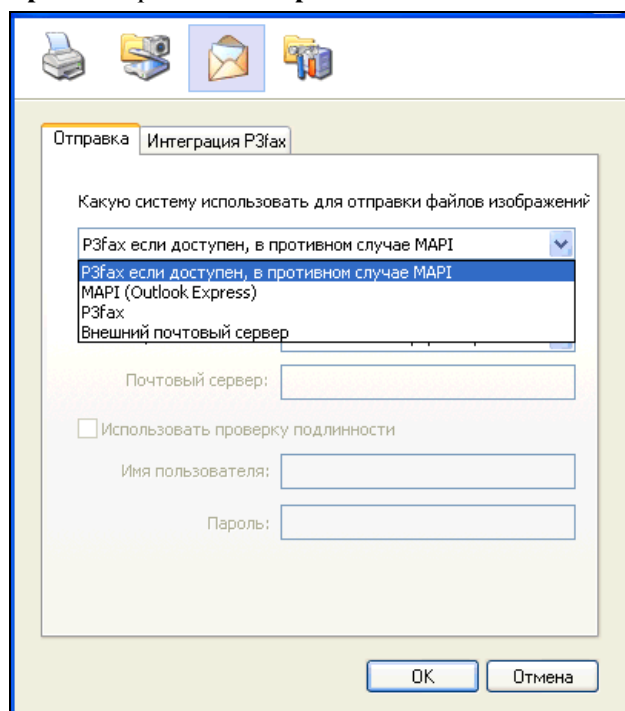 Отправка Интеграция P3fax
Какую систему использовать для отправки файлов изображений
P3fax если доступен, в противном случае MAPI
P3fax если доступен, в противном случае MAPI
MAPI (Outlook Express)
P3fax
Внешний почтовый сервер
Почтовый сервер:
Использовать проверку подлинности
Имя пользователя:
Пароль:
OK Отмена